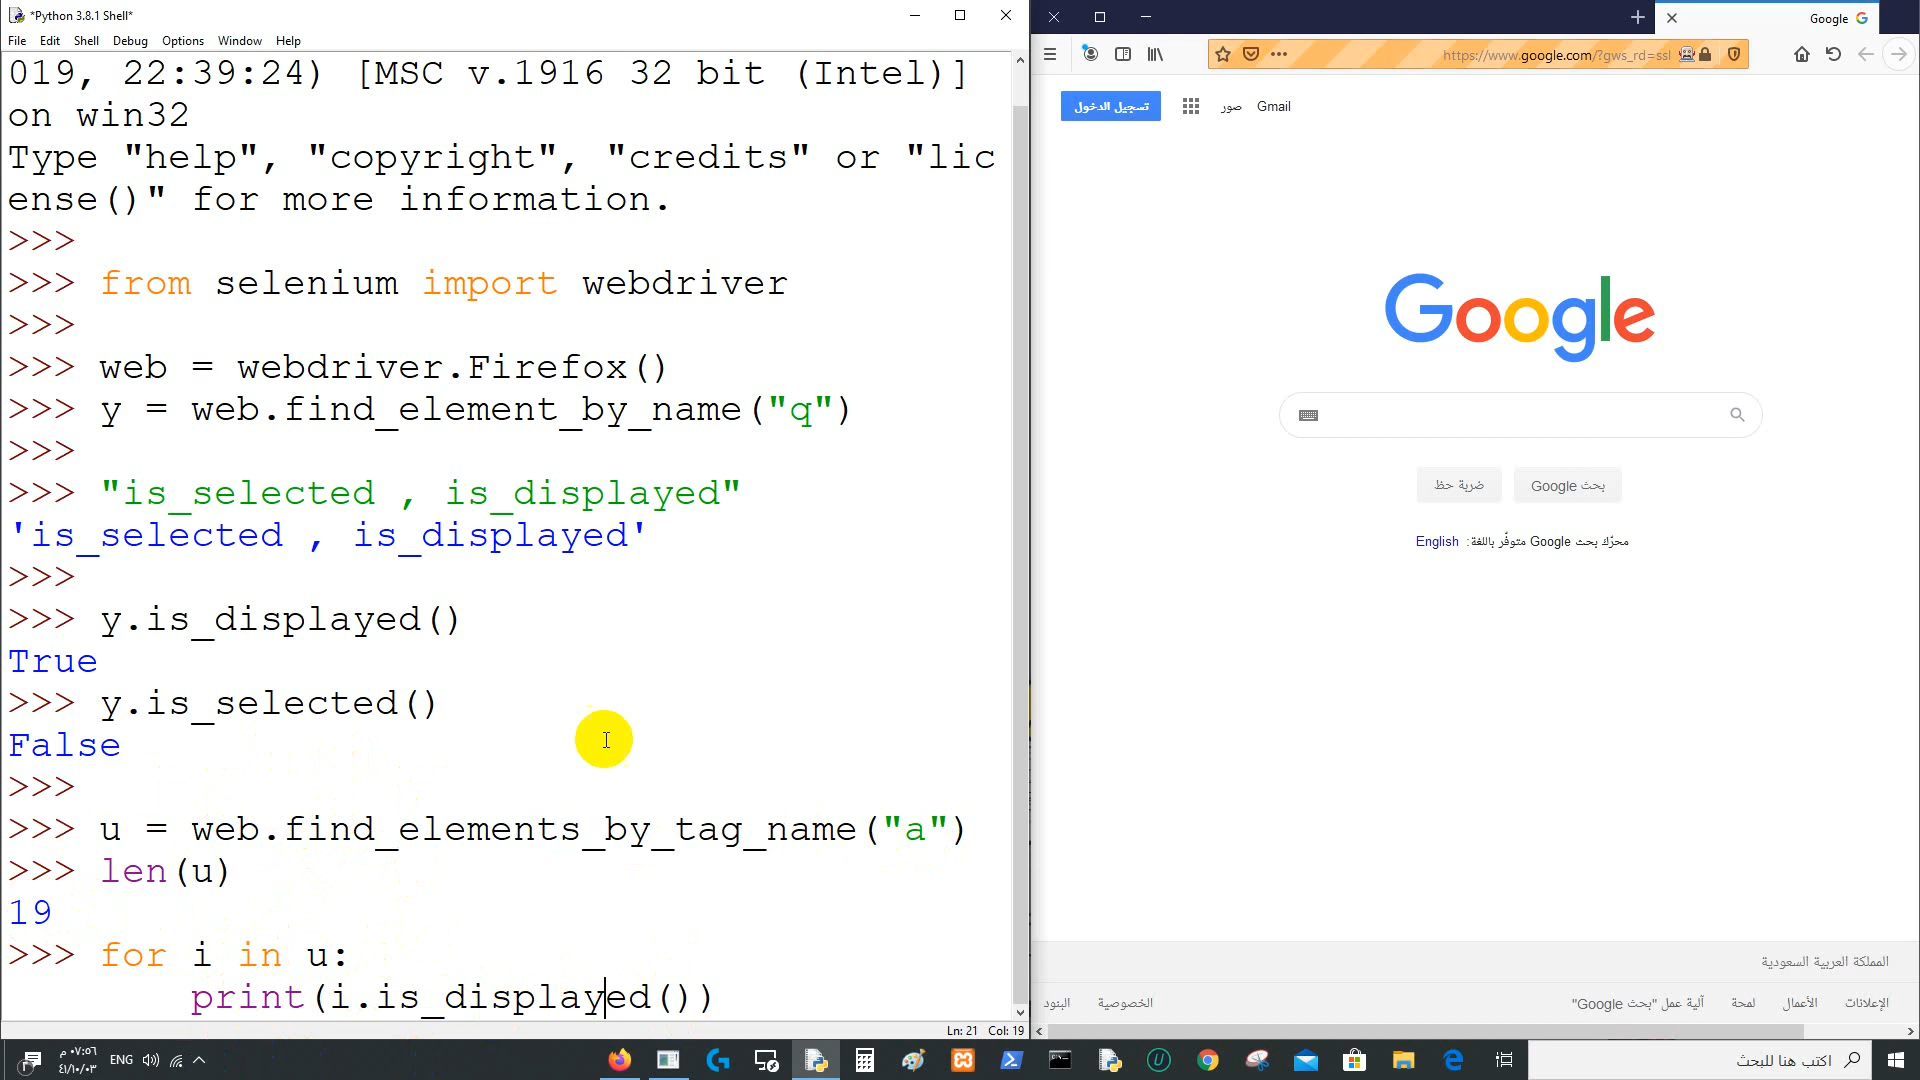 *Python 3.8.1 Shell*
File Edit Shell Debug Options Window Help
019, 22:39:24) [MSC v.1916 32 bit (Intel)]
on win32
Type "help", "copyright", "credits" or "lic
ense()" for more information.
>>>
>>> from selenium import webdriver
>>>
>>> web = webdriver.Firefox()
>>> y = web.find_element_by_name("q")
>>>
>>> "is_selected , is_displayed"
'is_selected , is_displayed'
>>>
>>> y.is_displayed()
True
>>> y.is_selected()
False
>>>
>>> u = web.find_elements_by_tag_name("a")
>>> len(u)
19
>>> for i in u:
print(i.is_displayed())
Ln: 21 Col: 19
Google
https://www.google.com/?gws_rd=ssl
تسجيل الدخول
صور
Gmail
Google
بحث Google
ضربة حظ
محرّك بحث Google متوفّر باللغة: English
المملكة العربية السعودية
الإعلانات الأعمال لمحة آلية عمل "بحث Google"
الخصوصية البنود
اكتب هنا للبحث
ENG
٠٧:٥٦ م
٤١/١٠/٠٣